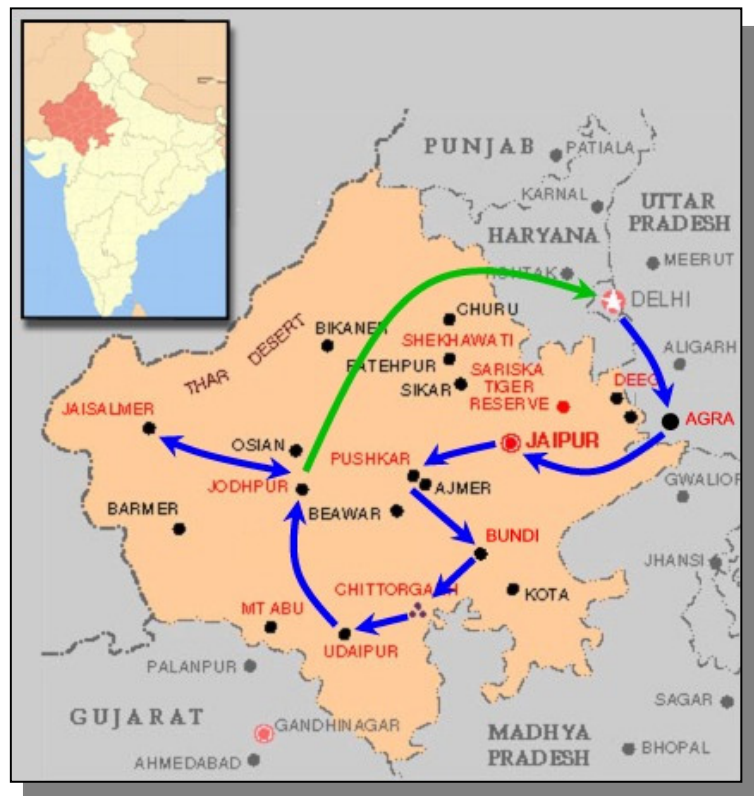 PUNJAB
PATIALA
KARNAL
UTTAR
PRADESH
HARYANA
MEERUT
DELHI
CHURU
BIKANER
SHEKHAWATI
THAR DESERT
FATEHPUR
SARISKA
TIGER
RESERVE
SIKAR
ALIGARH
DEEG
JAISALMER
AGRA
OSIAN
PUSHKAR
JAIPUR
JODHPUR
AJMER
GWALIOR
BARMER
BEAWAR
BUNDI
JHANSI
CHITTORGARH
KOTA
MT ABU
UDAIPUR
PALANPUR
SAGAR
GUJARAT
GANDHINAGAR
MADHYA
PRADESH
BHOPAL
AHMEDABAD